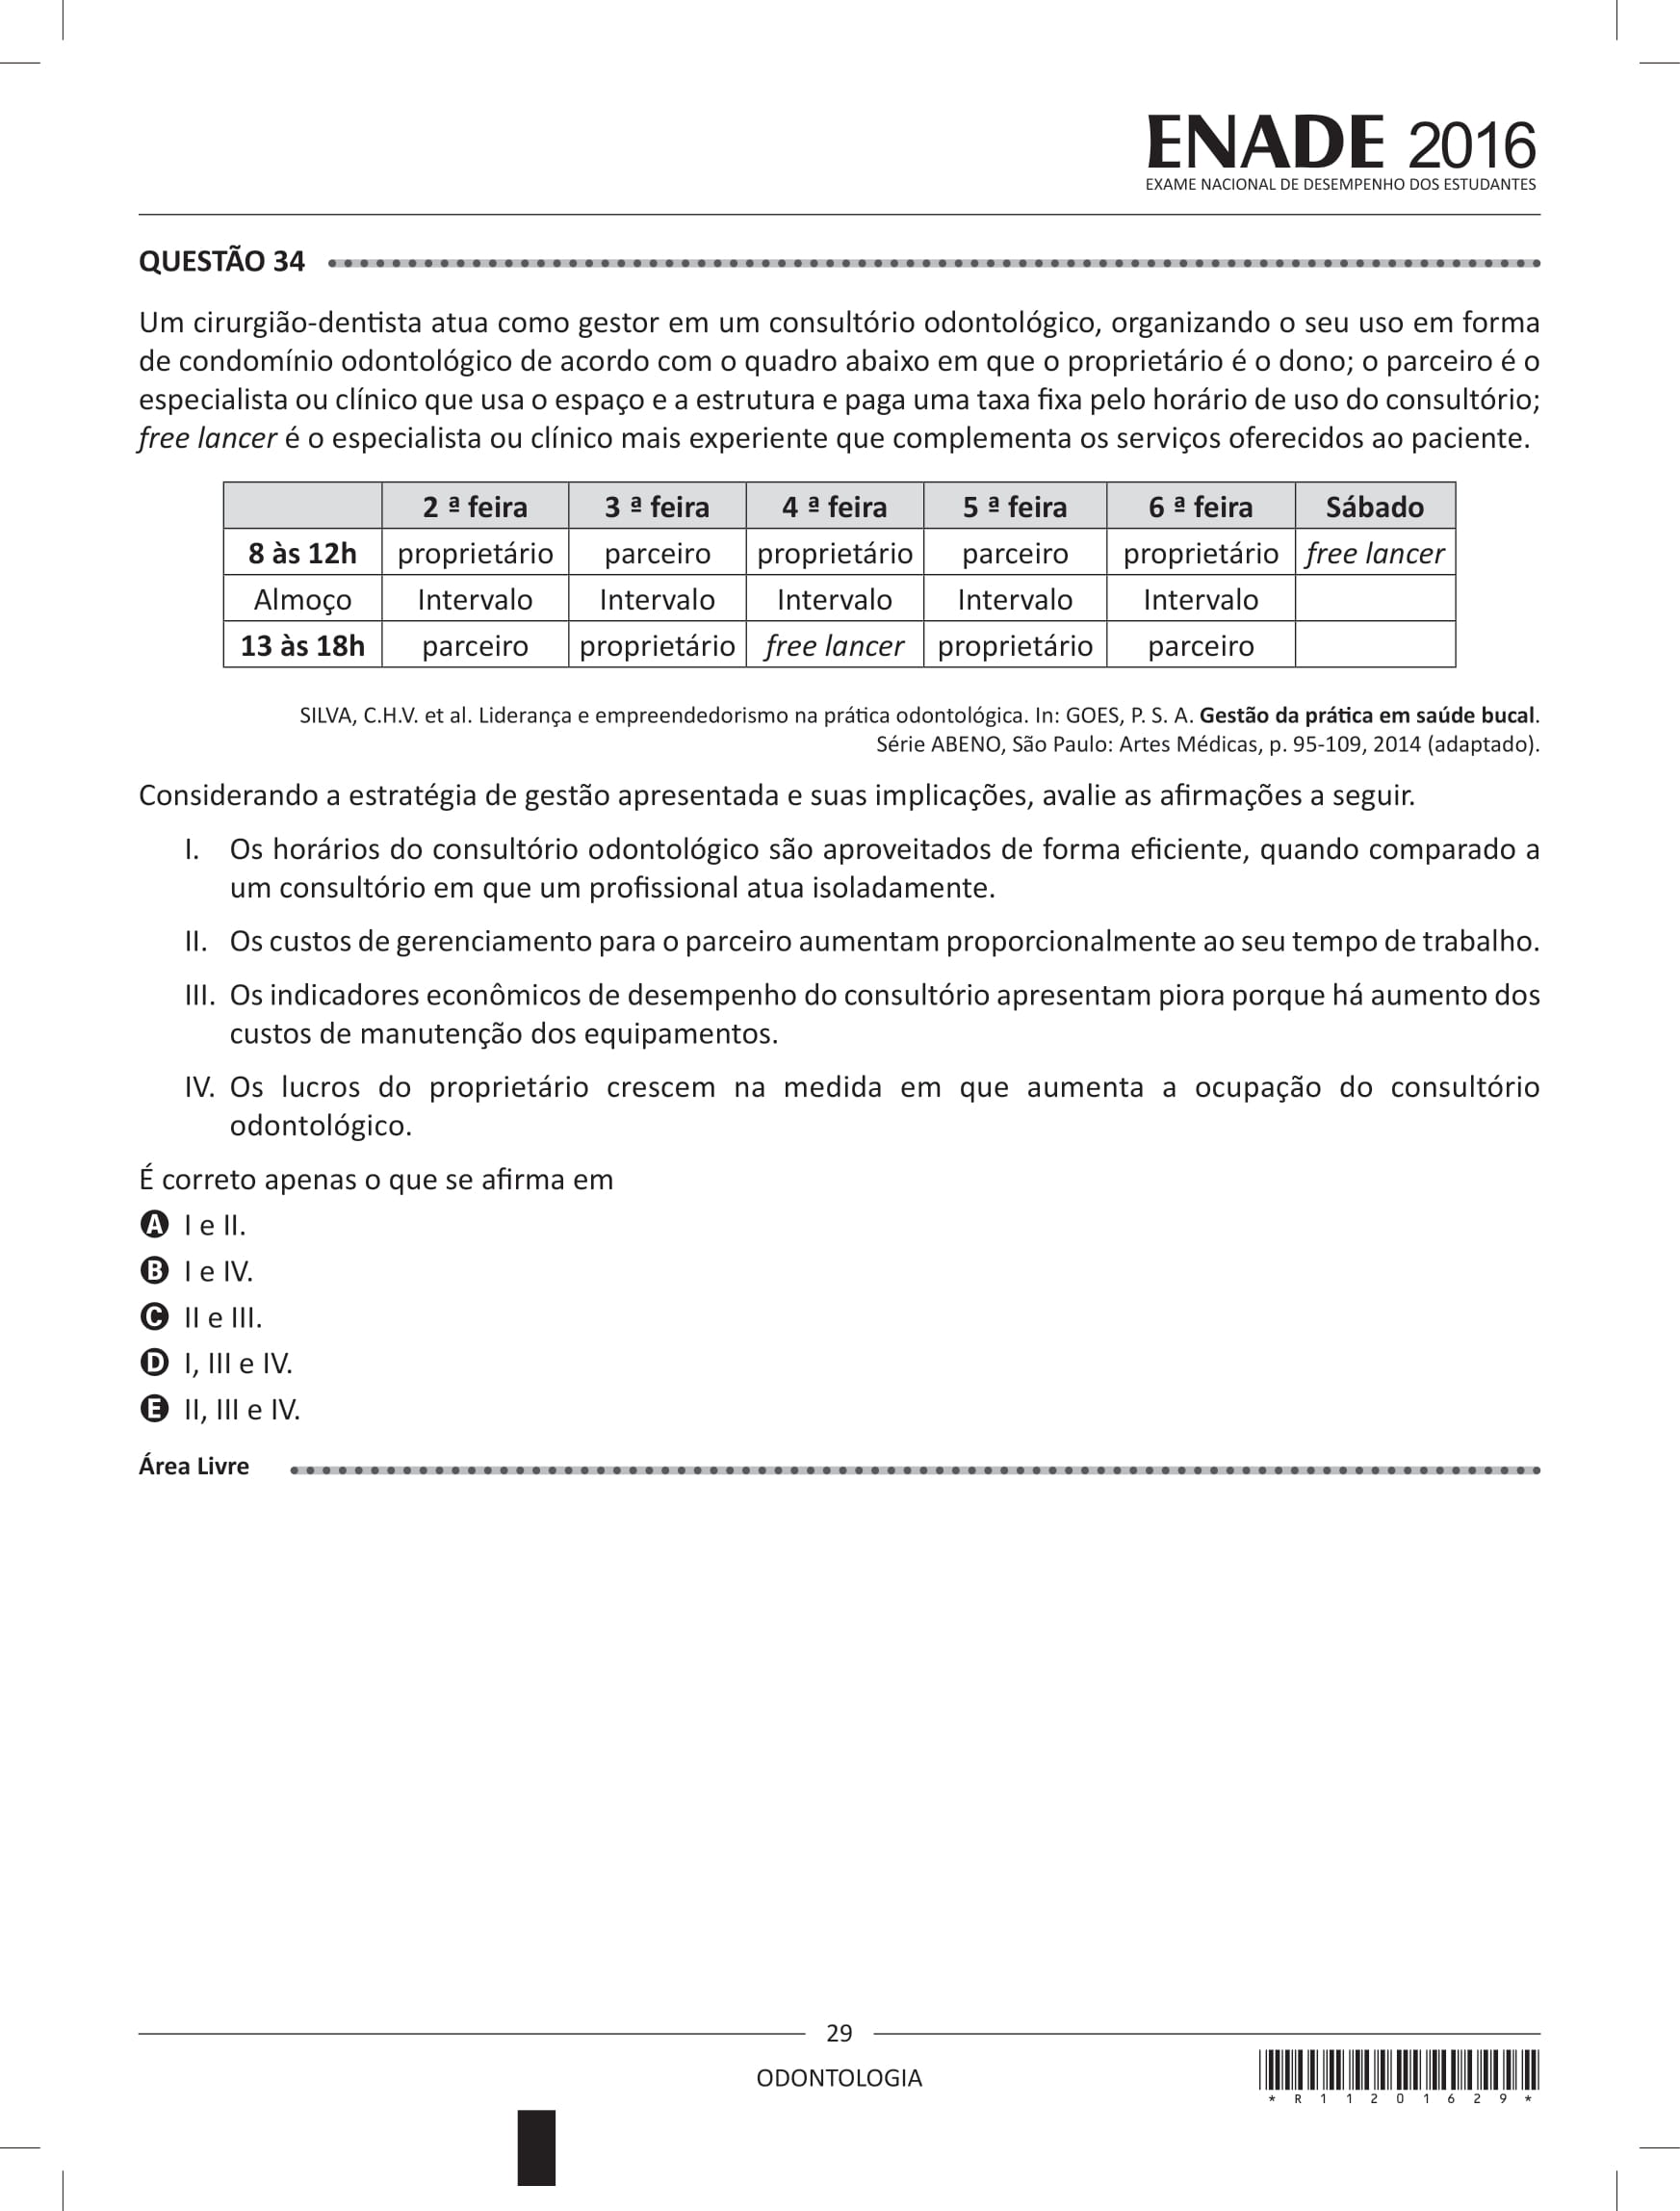 ENADE 2016
EXAME NACIONAL DE DESEMPENHO DOS ESTUDANTES
QUESTÃO 34
Um cirurgião-dentista atua como gestor em um consultório odontológico, organizando o seu uso em forma
de condomínio odontológico de acordo com o quadro abaixo em que o proprietário é o dono; o parceiro é o
especialista ou clínico que usa o espaço e a estrutura e paga uma taxa fixa pelo horário de uso do consultório;
free lancer é o especialista ou clínico mais experiente que complementa os serviços oferecidos ao paciente.
2 ª feira 3 ª feira 4 ª feira 5 ª feira 6 ª feira Sábado
8 às 12h proprietário parceiro proprietário parceiro proprietário free lancer
Almoço Intervalo Intervalo Intervalo Intervalo Intervalo
13 às 18h parceiro proprietário free lancer proprietário parceiro
SILVA, C.H.V. et al. Liderança e empreendedorismo na prática odontológica. In: GOES, P. S. A. Gestão da prática em saúde bucal.
Série ABENO, São Paulo: Artes Médicas, p. 95-109, 2014 (adaptado).
Considerando a estratégia de gestão apresentada e suas implicações, avalie as afirmações a seguir.
I. Os horários do consultório odontológico são aproveitados de forma eficiente, quando comparado a
um consultório em que um profissional atua isoladamente.
II. Os custos de gerenciamento para o parceiro aumentam proporcionalmente ao seu tempo de trabalho.
III. Os indicadores econômicos de desempenho do consultório apresentam piora porque há aumento dos
custos de manutenção dos equipamentos.
IV. Os lucros do proprietário crescem na medida em que aumenta a ocupação do consultório
odontológico.
É correto apenas o que se afirma em
A I e II.
B I e IV.
C II e III.
D I, III e IV.
E II, III e IV.
Área Livre
29
ODONTOLOGIA
* R 1 1 2 0 1 6 2 9 *